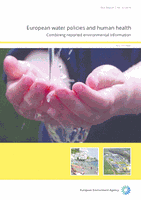 European water policies and human health
Combining reported environmental information
European Environment Agency